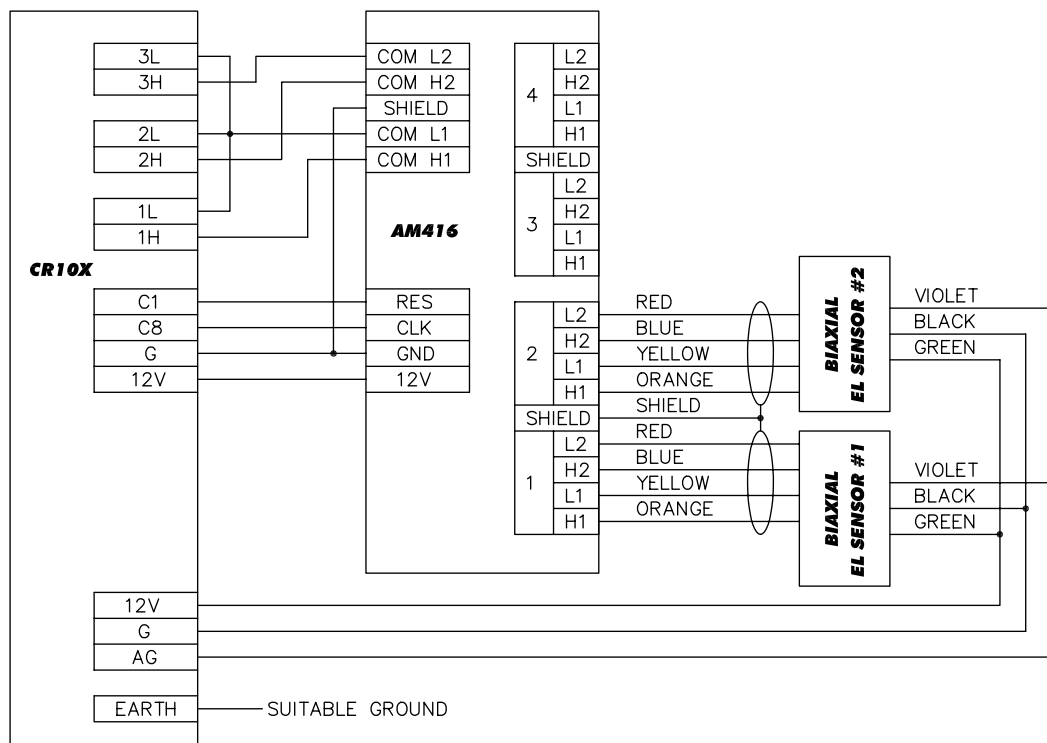 3L
3H
2L
2H
1L
1H
CR10X
C1
C8
G
12V
12V
G
AG
EARTH
SUITABLE GROUND
COM L2
COM H2
SHIELD
COM L1
COM H1
AM416
RES
CLK
GND
12V
4
L2
H2
L1
H1
SHIELD
3
L2
H2
L1
H1
2
L2
H2
L1
H1
SHIELD
1
L2
H2
L1
H1
RED
BLUE
YELLOW
ORANGE
SHIELD
RED
BLUE
YELLOW
ORANGE
BIAXIAL
EL SENSOR #2
VIOLET
BLACK
GREEN
BIAXIAL
EL SENSOR #1
VIOLET
BLACK
GREEN